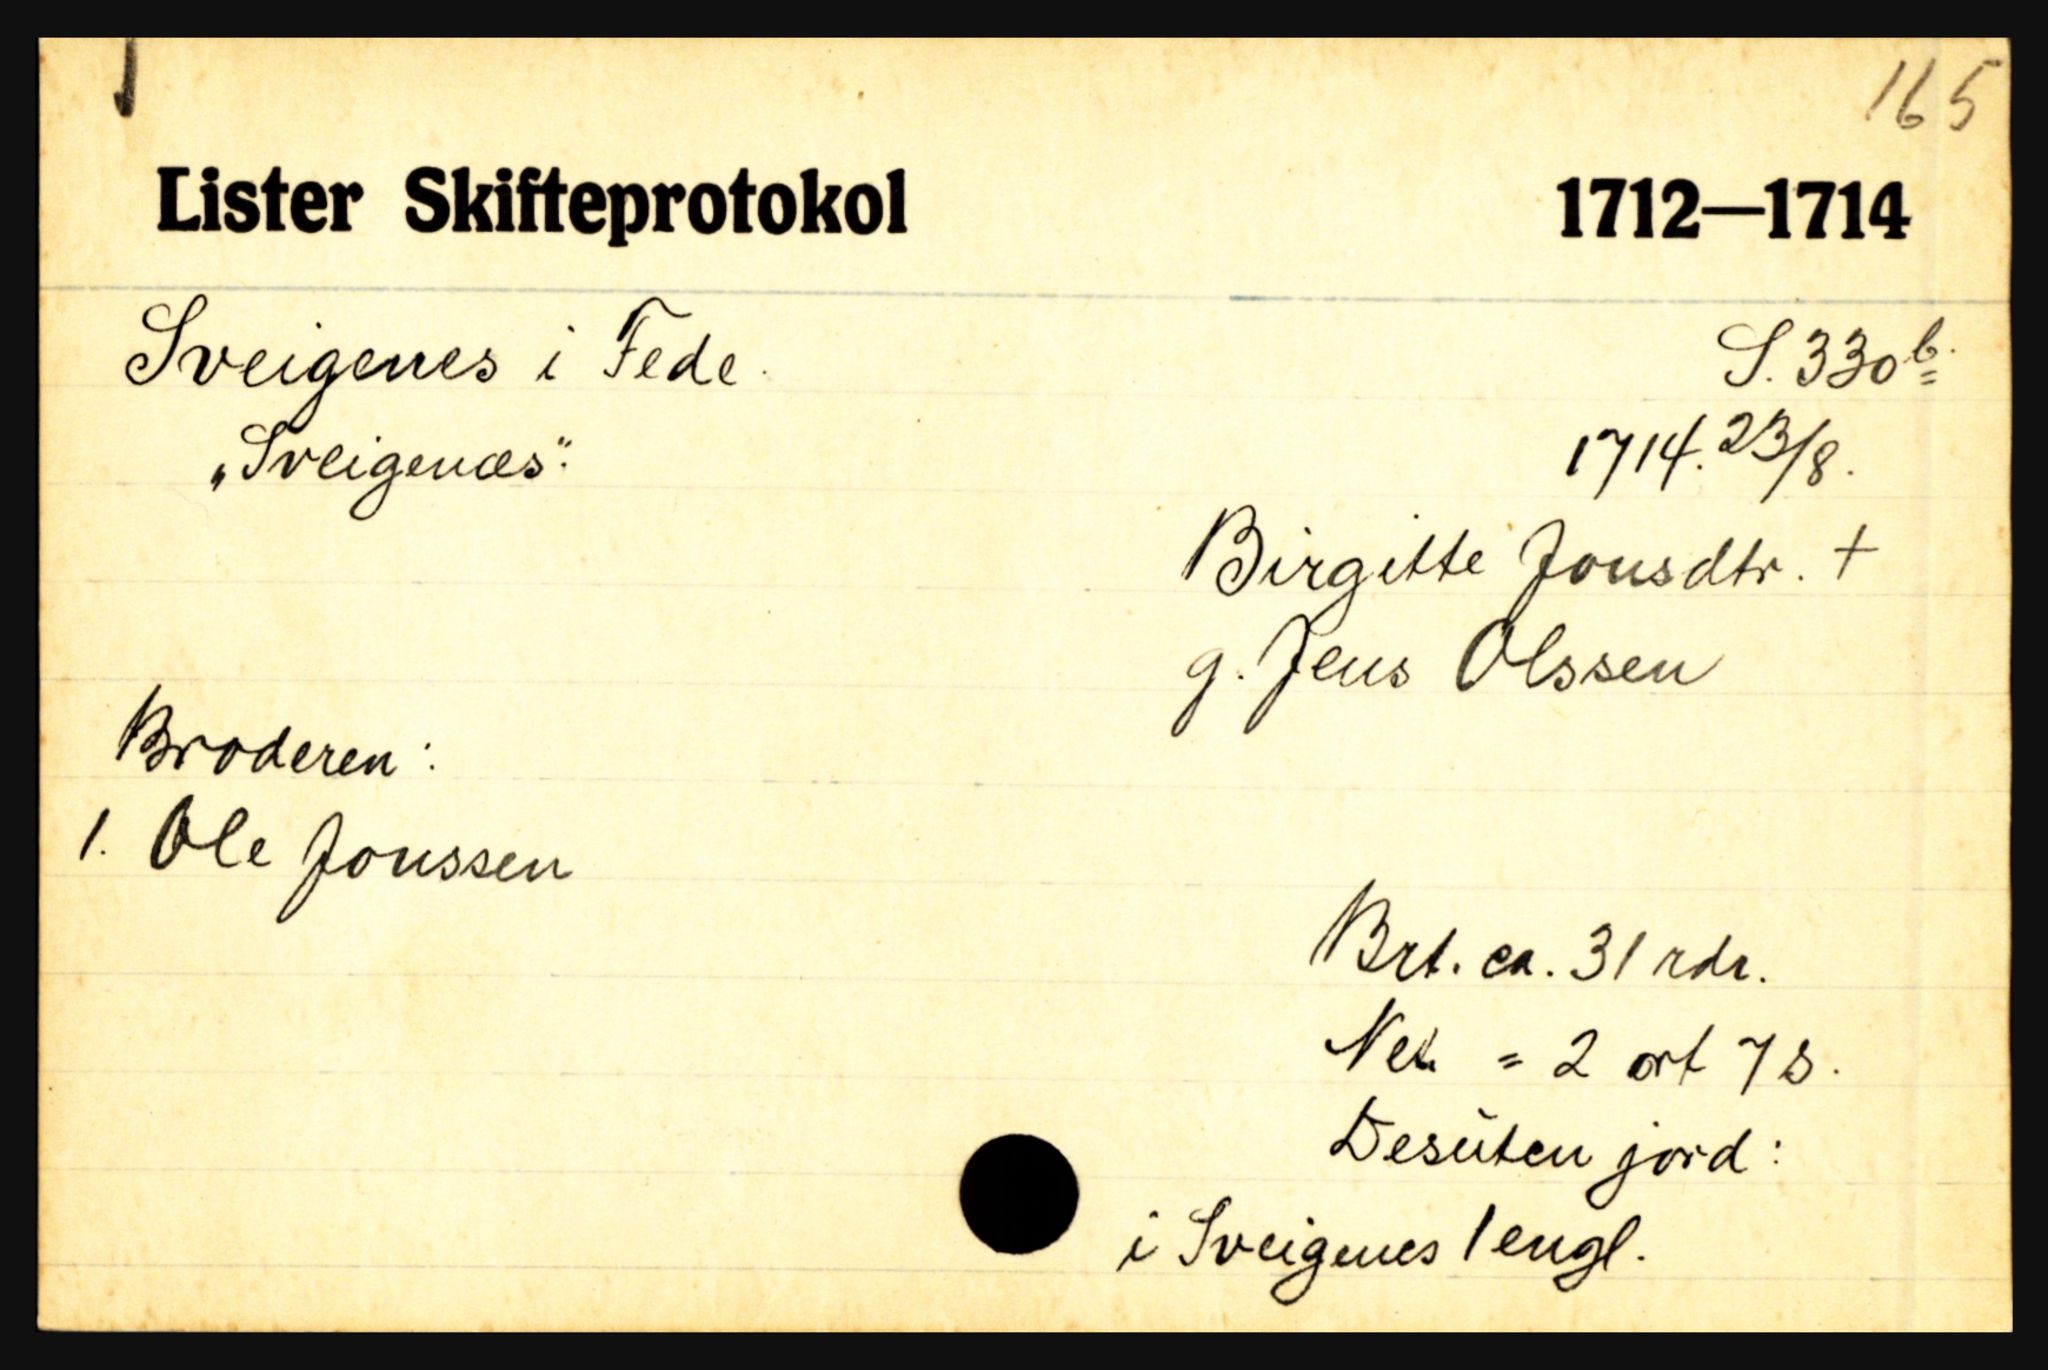 165
Lister Skifteprotokol 1712—1714
Sveigenes i Fede. S. 330 b.
„Sveigenæs“. 1714. 23/8.
Birgitte Jonsdtr. +
g. Jens Olssen
Broderen:
1. Ole Jonssen
Brt. ca. 31 rdr.
Net. = 2 ort 7 s.
Desuten jord:
i Sveigenes 1 engl.